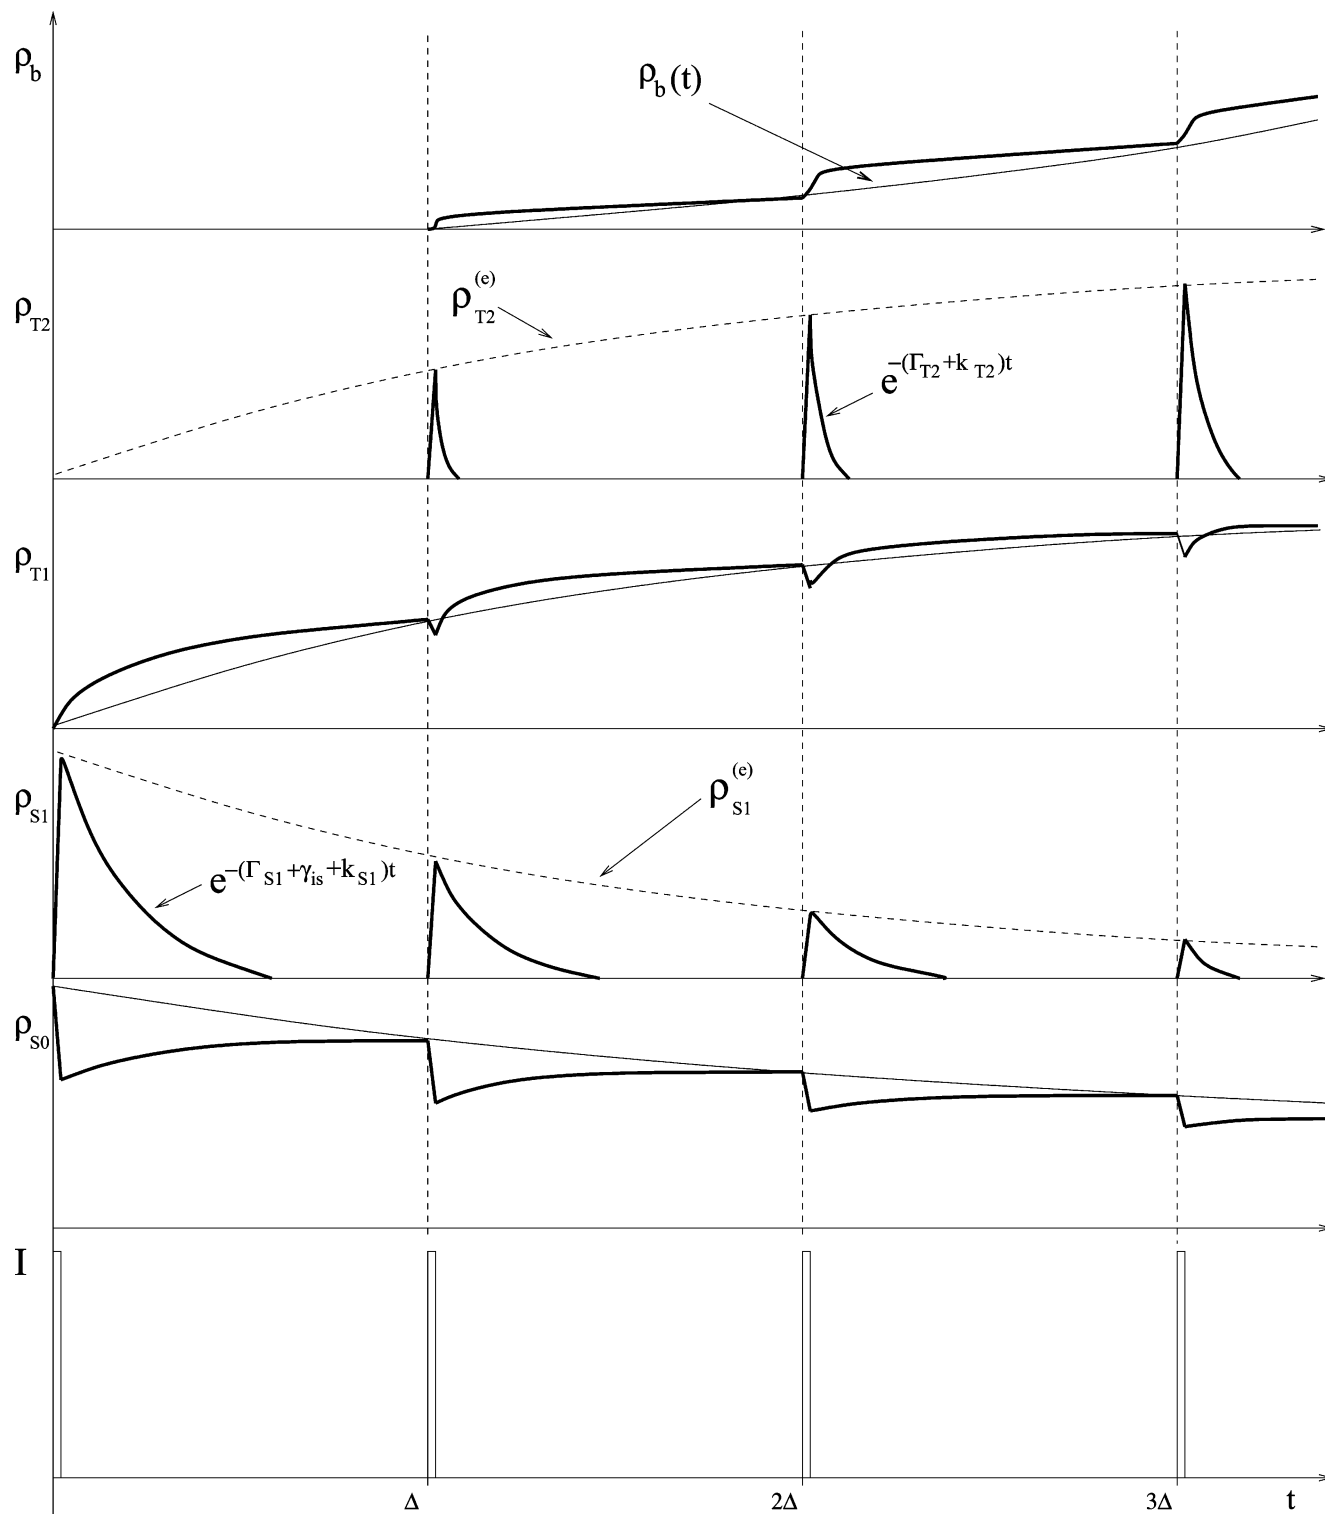 ρb
ρb(t)
ρT2
ρT2(e)
e−(ΓT2+kT2)t
ρT1
ρS1
ρS1(e)
e−(ΓS1+γis+kS1)t
ρS0
I
Δ 2Δ 3Δ t